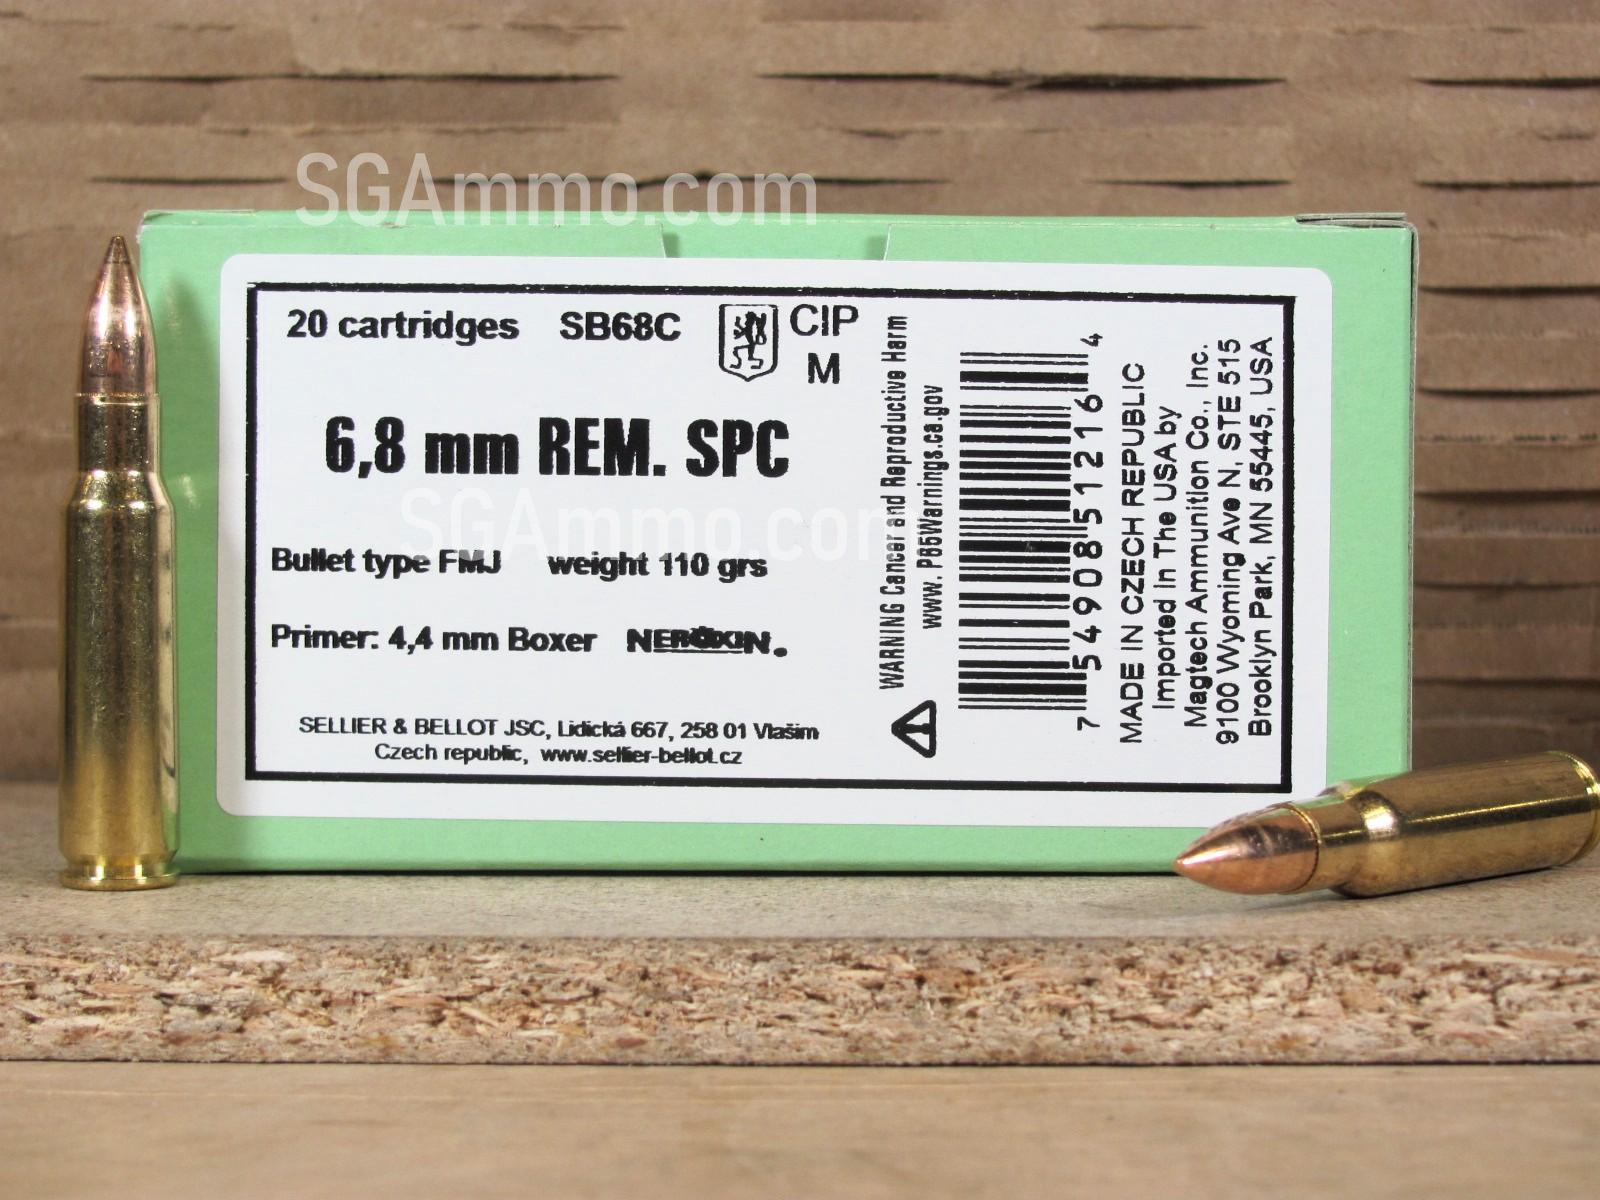 SGAmmo.com
20 cartridges SB68C CIP
M
6,8 mm REM. SPC
SGAmmo.com
Bullet type FMJ weight 110 grs
Primer: 4,4 mm Boxer NEROXIN.
SELLIER & BELLOT JSC, Lidická 667, 258 01 Vlašim
Czech republic, www.sellier-bellot.cz
WARNING Cancer and Reproductive Harm
www. P65Warnings.ca.gov
7 54908 51216 4
MADE IN CZECH REPUBLIC
Imported In The USA by
Magtech Ammunition Co., Inc.
9100 Wyoming Ave N, STE 515
Brooklyn Park, MN 55445, USA